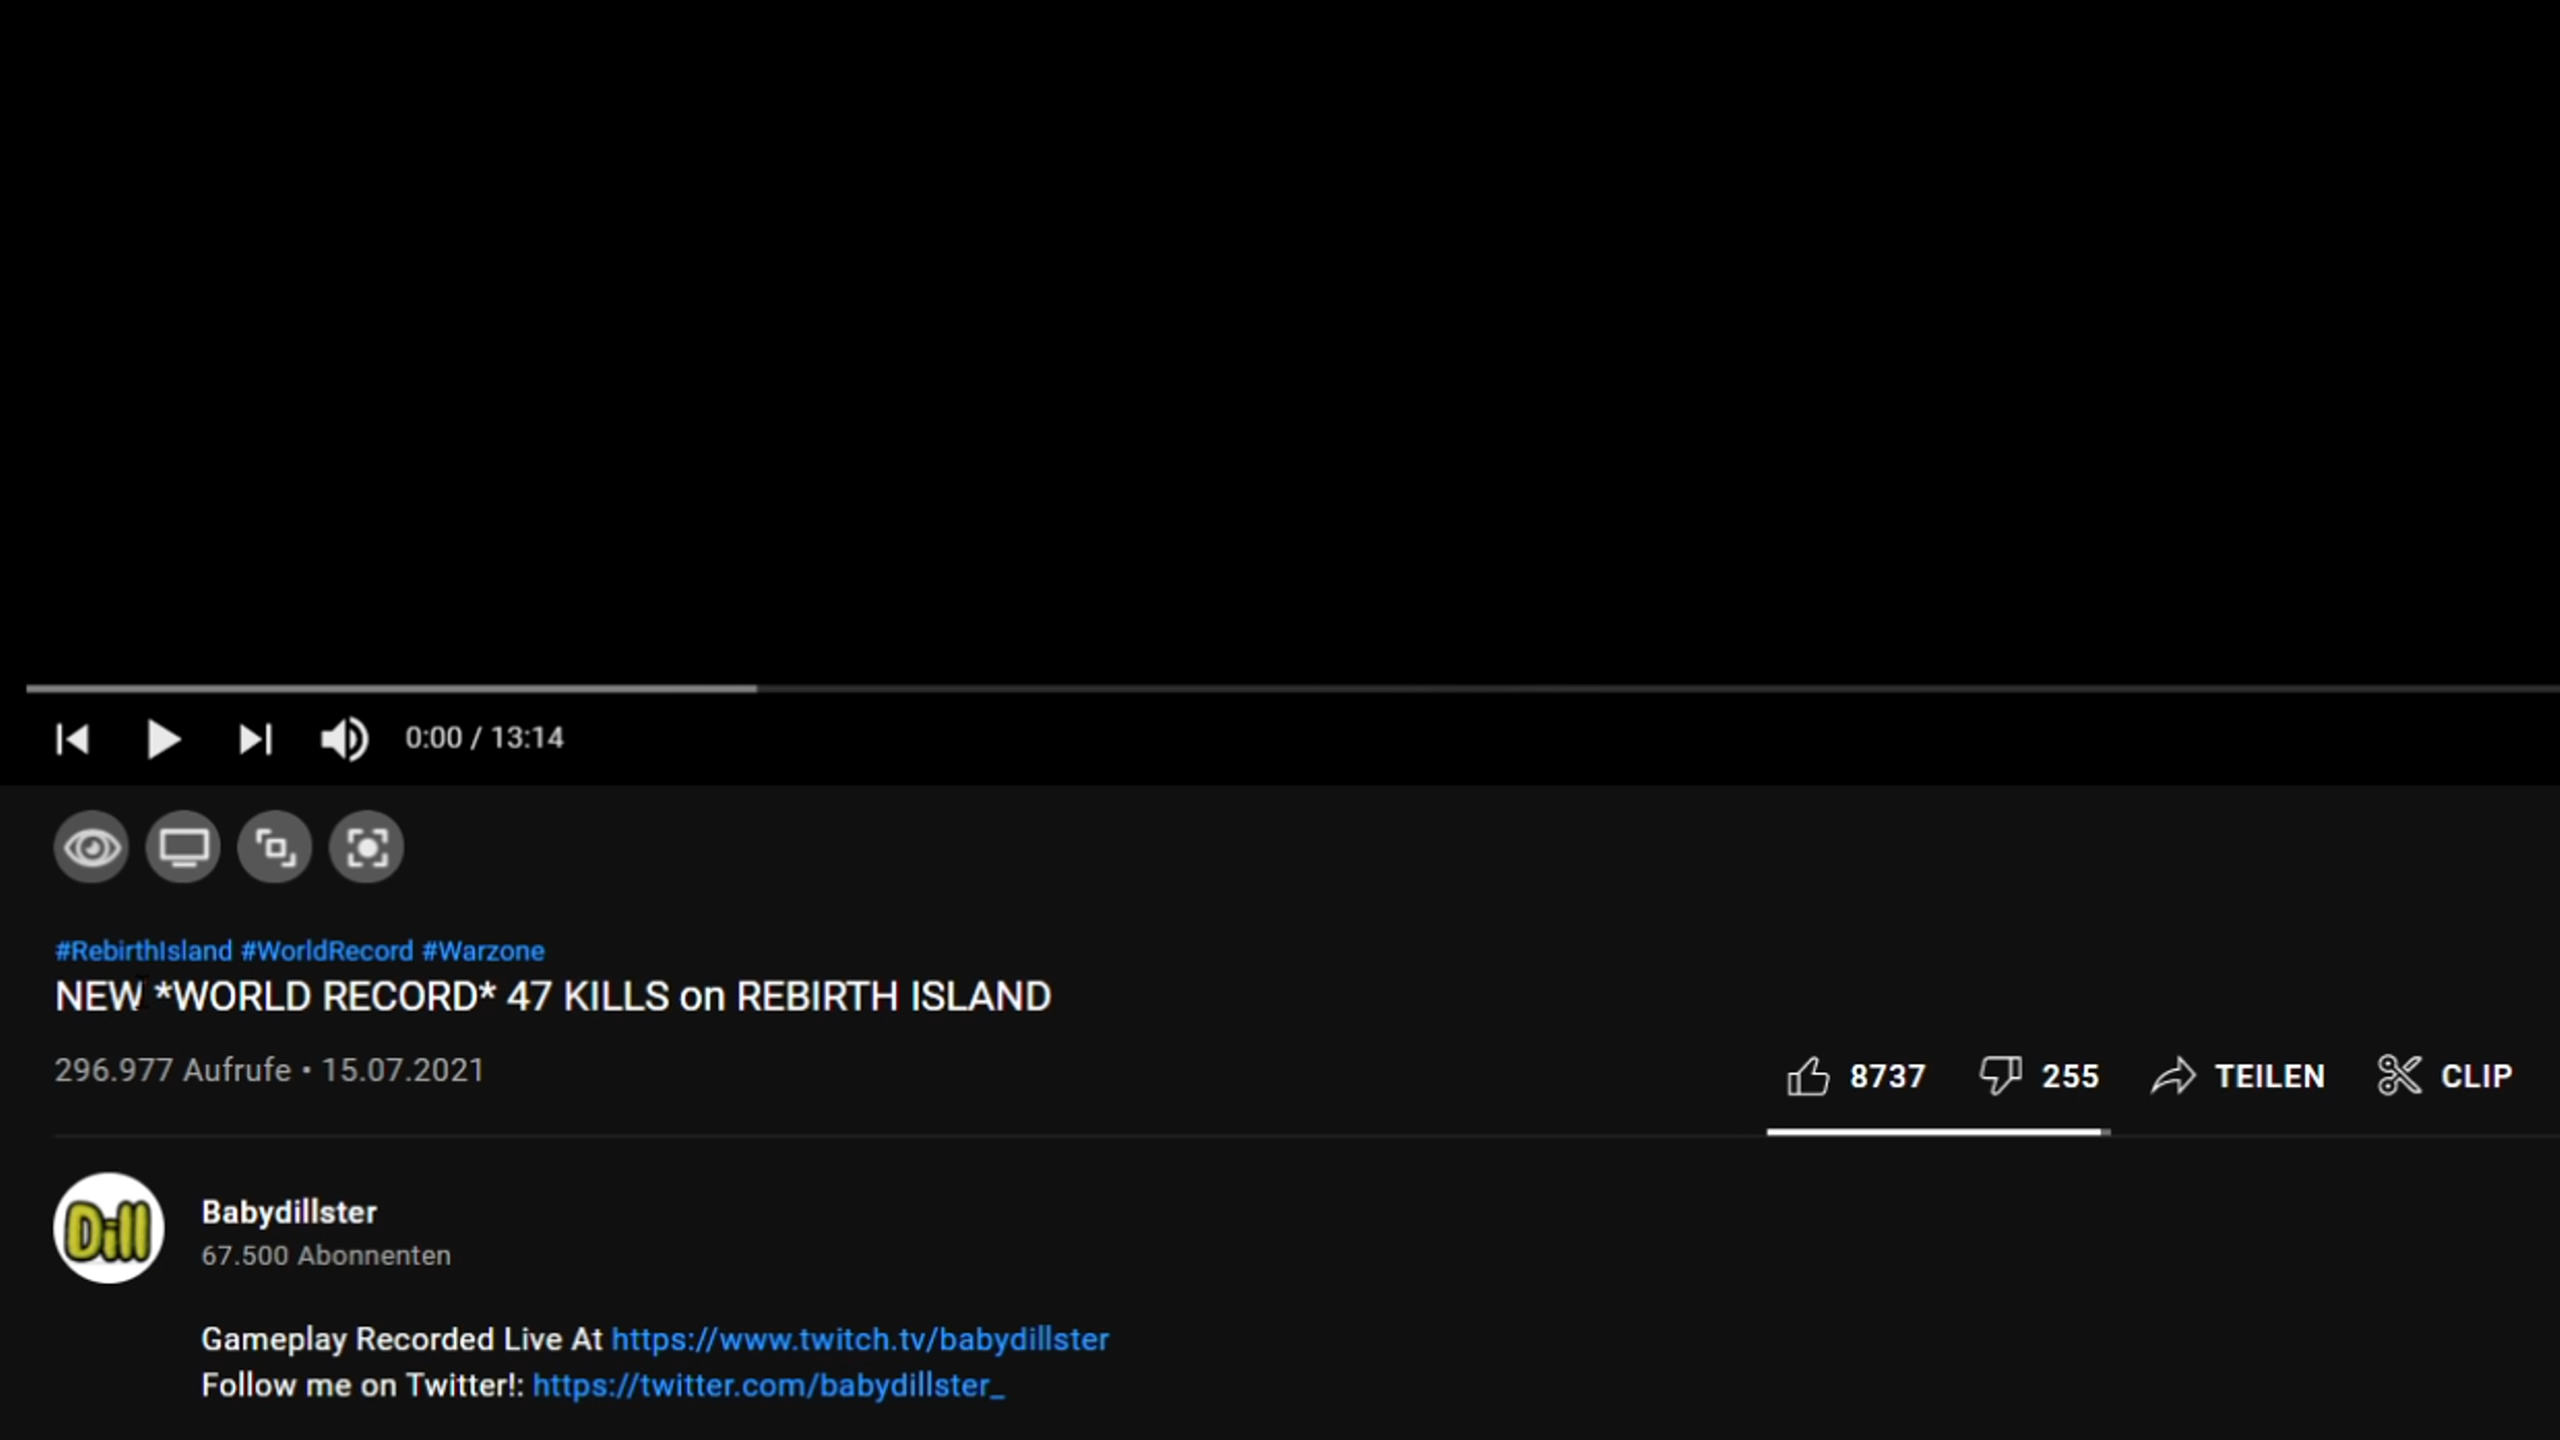 0:00 / 13:14
#RebirthIsland #WorldRecord #Warzone
NEW *WORLD RECORD* 47 KILLS on REBIRTH ISLAND
296.977 Aufrufe • 15.07.2021
8737 255 TEILEN CLIP
Dill
Babydillster
67.500 Abonnenten
Gameplay Recorded Live At https://www.twitch.tv/babydillster
Follow me on Twitter!: https://twitter.com/babydillster_